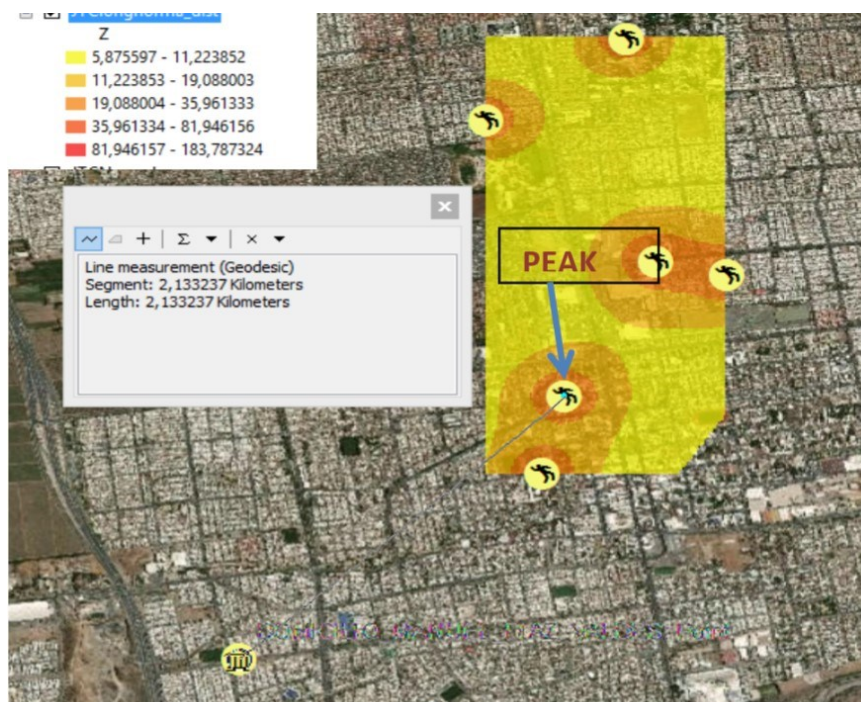 Z
5,875597 - 11,223852
11,223853 - 19,088003
19,088004 - 35,961333
35,961334 - 81,946156
81,946157 - 183,787324
Line measurement (Geodesic)
Segment: 2,133237 Kilometers
Length: 2,133237 Kilometers
PEAK